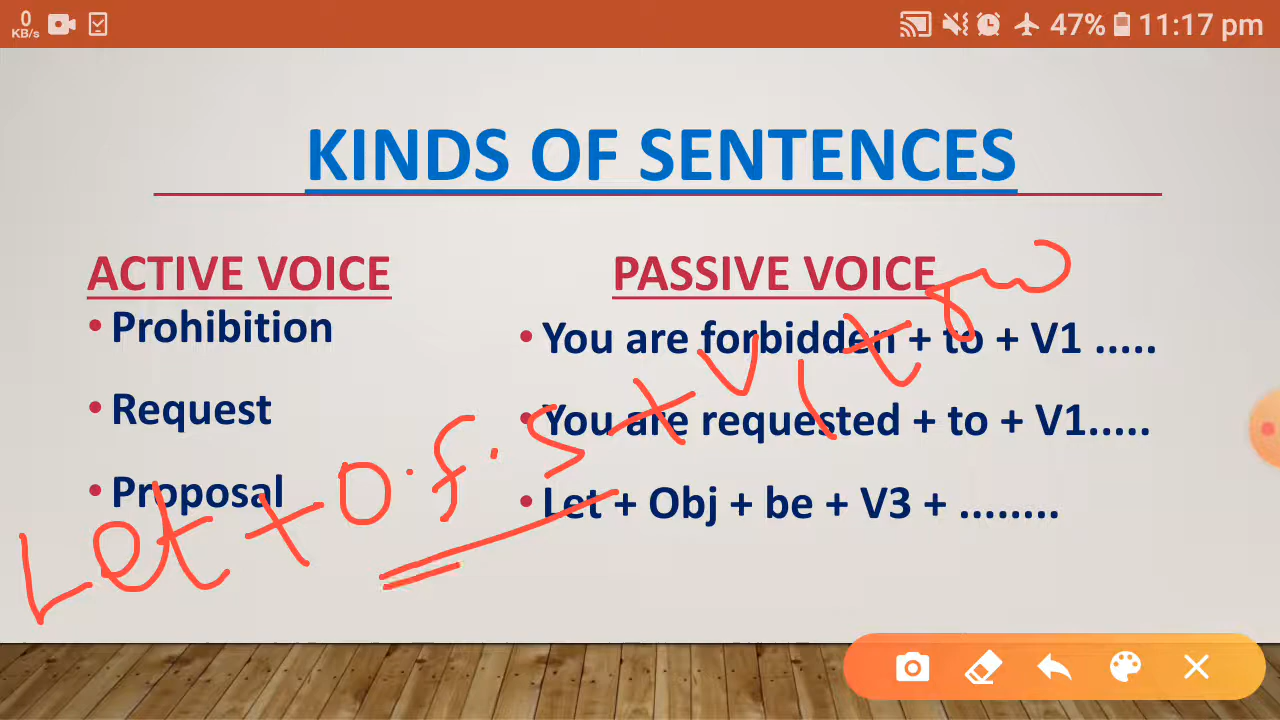 0 KB/s 47% 11:17 pm
KINDS OF SENTENCES
ACTIVE VOICE
• Prohibition
• Request
• Proposal
PASSIVE VOICE
• You are forbidden + to + V1 .....
• You are requested + to + V1.....
• Let + Obj + be + V3 + ........
Let + O.f.S + V1 +